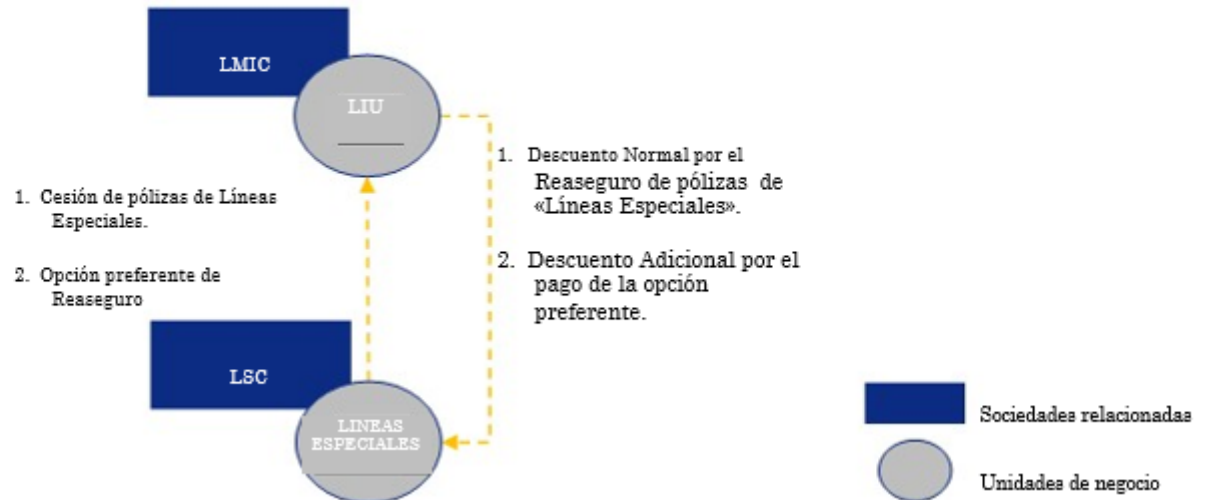 LMIC
LIU
1. Cesión de pólizas de Líneas
Especiales.
2. Opción preferente de
Reaseguro
1. Descuento Normal por el
Reaseguro de pólizas de
«Líneas Especiales».
2. Descuento Adicional por el
pago de la opción
preferente.
LSC
LINEAS
ESPECIALES
Sociedades relacionadas
Unidades de negocio